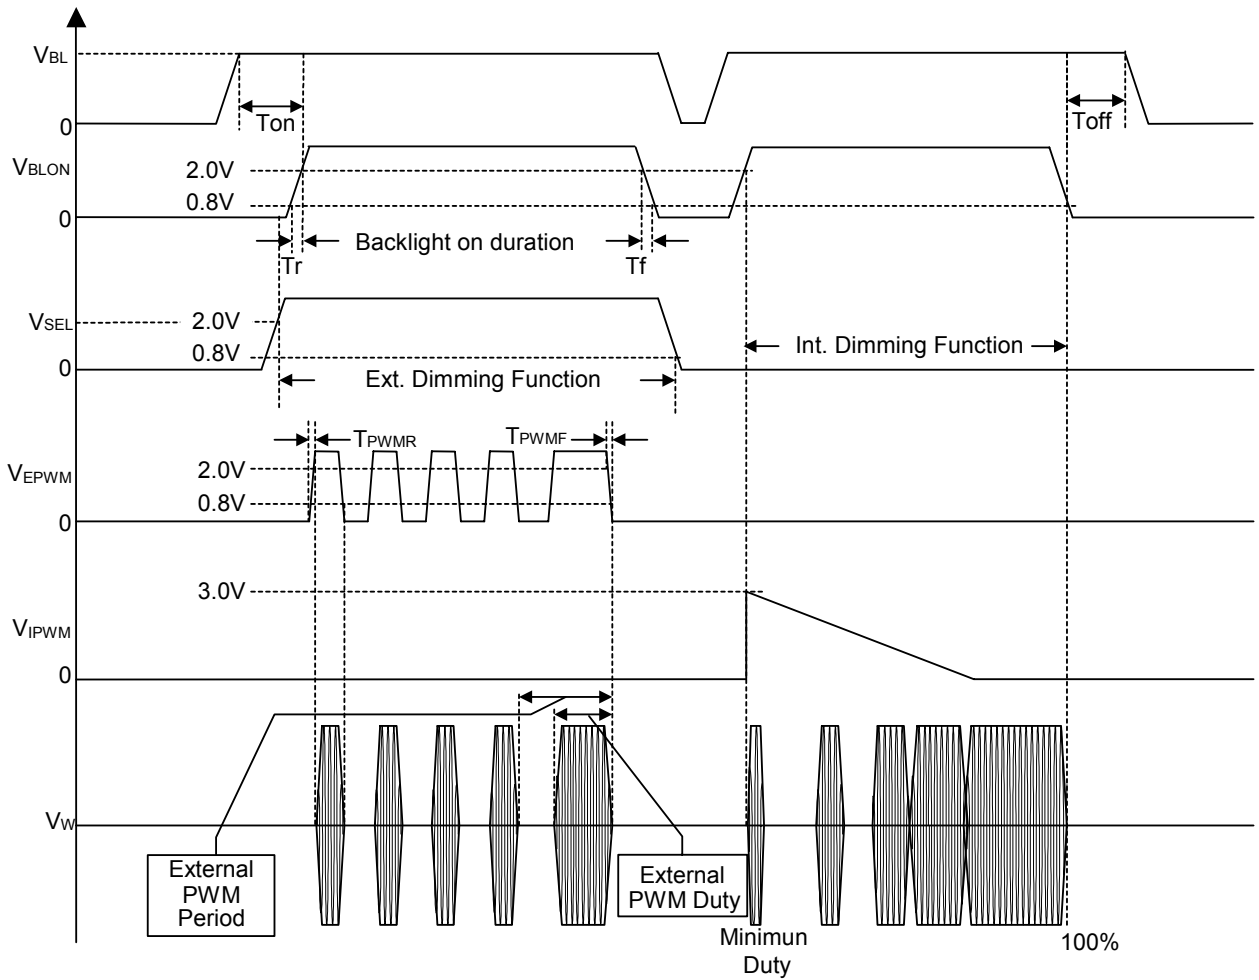 VBL
0
Ton
Toff
VBLON
2.0V
0.8V
0
Backlight on duration
Tr
Tf
VSEL
2.0V
0.8V
0
Int. Dimming Function
Ext. Dimming Function
TPWMR
TPWMF
VEPWM
2.0V
0.8V
0
3.0V
VIPWM
0
VW
External
PWM
Period
External
PWM Duty
Minimun
Duty
100%